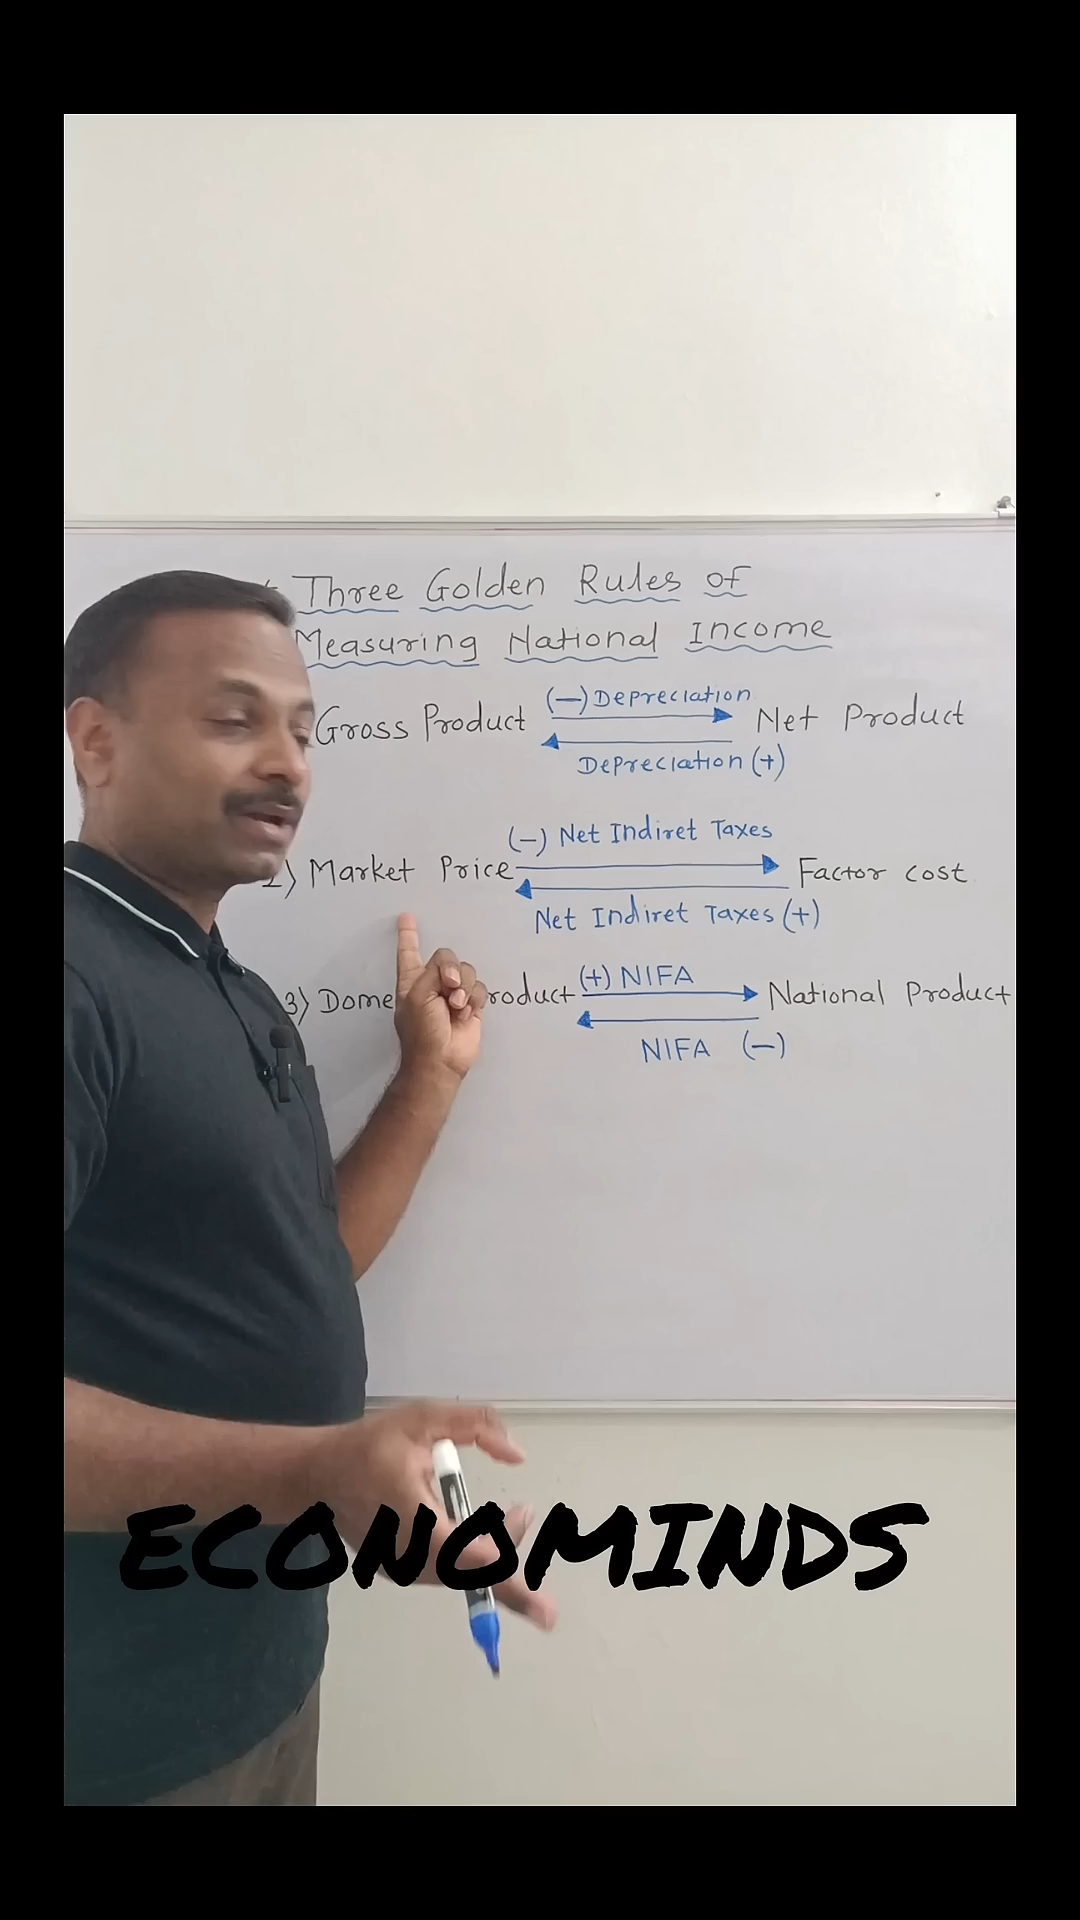 Three Golden Rules of
Measuring National Income
Gross Product (—) Depreciation Net Product
Depreciation (+)
(-) Net Indiret Taxes
2) Market Price Factor cost
Net Indiret Taxes (+)
3) Dome roduct (+) NIFA National Product
NIFA (—)
ECONOMINDS